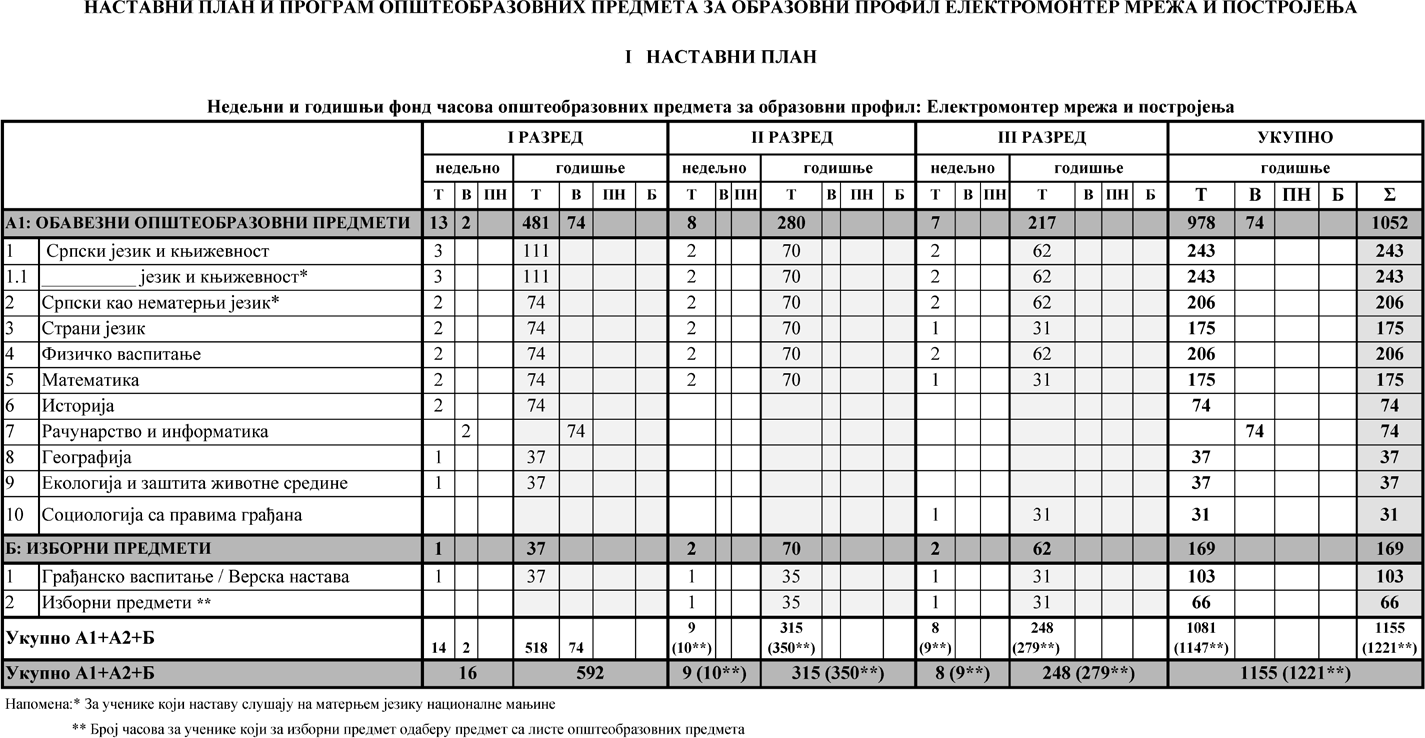 НАСТАВНИ ПЛАН И ПРОГРАМ ОПШТЕОБРАЗОВНИХ ПРЕДМЕТА ЗА ОБРАЗОВНИ ПРОФИЛ ЕЛЕКТРОМОНТЕР МРЕЖА И ПОСТРОЈЕЊА
I НАСТАВНИ ПЛАН
Недељни и годишњи фонд часова општеобразовних предмета за образовни профил: Електромонтер мрежа и постројења
I РАЗРЕД II РАЗРЕД III РАЗРЕД УКУПНО
недељно годишње недељно годишње недељно годишње годишње
Т В ПН Т В ПН Б Т В ПН Т В ПН Б Т В ПН Т В ПН Б Т В ПН Б Σ
А1: ОБАВЕЗНИ ОПШТЕОБРАЗОВНИ ПРЕДМЕТИ 13 2 481 74 8 280 7 217 978 74 1052
1 Српски језик и књижевност 3 111 2 70 2 62 243 243
1.1 ___________ језик и књижевност* 3 111 2 70 2 62 243 243
2 Српски као нематерњи језик* 2 74 2 70 2 62 206 206
3 Страни језик 2 74 2 70 1 31 175 175
4 Физичко васпитање 2 74 2 70 2 62 206 206
5 Математика 2 74 2 70 1 31 175 175
6 Историја 2 74 74 74
7 Рачунарство и информатика 2 74 74 74
8 Географија 1 37 37 37
9 Екологија и заштита животне средине 1 37 37 37
10 Социологија са правима грађана 1 31 31 31
Б: ИЗБОРНИ ПРЕДМЕТИ 1 37 2 70 2 62 169 169
1 Грађанско васпитање / Верска настава 1 37 1 35 1 31 103 103
2 Изборни предмети ** 1 35 1 31 66 66
Укупно А1+А2+Б 14 2 518 74 9 (10**) 315 (350**) 8 (9**) 248 (279**) 1081 (1147**) 1155 (1221**)
Укупно А1+А2+Б 16 592 9 (10**) 315 (350**) 8 (9**) 248 (279**) 1155 (1221**)
Напомена:* За ученике који наставу слушају на матерњем језику националне мањине
** Број часова за ученике који за изборни предмет одаберу предмет са листе општеобразовних предмета